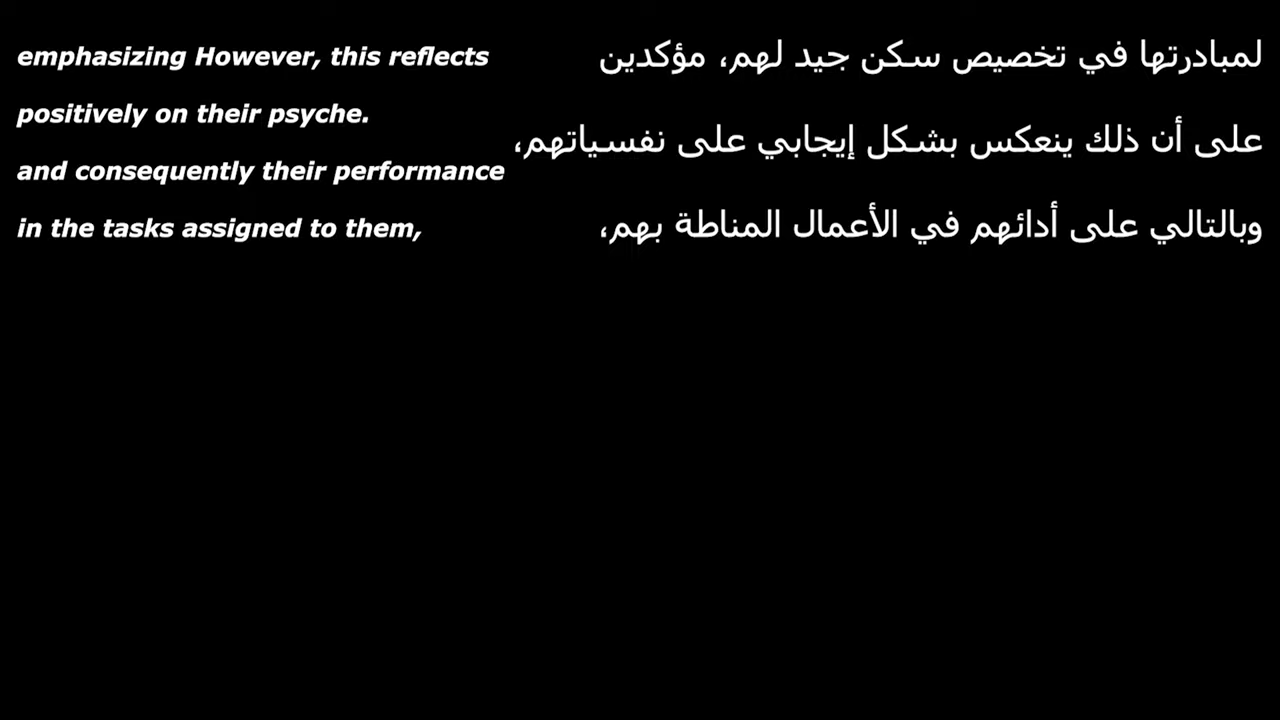 emphasizing However, this reflects
positively on their psyche.
and consequently their performance
in the tasks assigned to them,
لمبادرتها في تخصيص سكن جيد لهم، مؤكدين
على أن ذلك ينعكس بشكل إيجابي على نفسياتهم،
وبالتالي على أدائهم في الأعمال المناطة بهم،